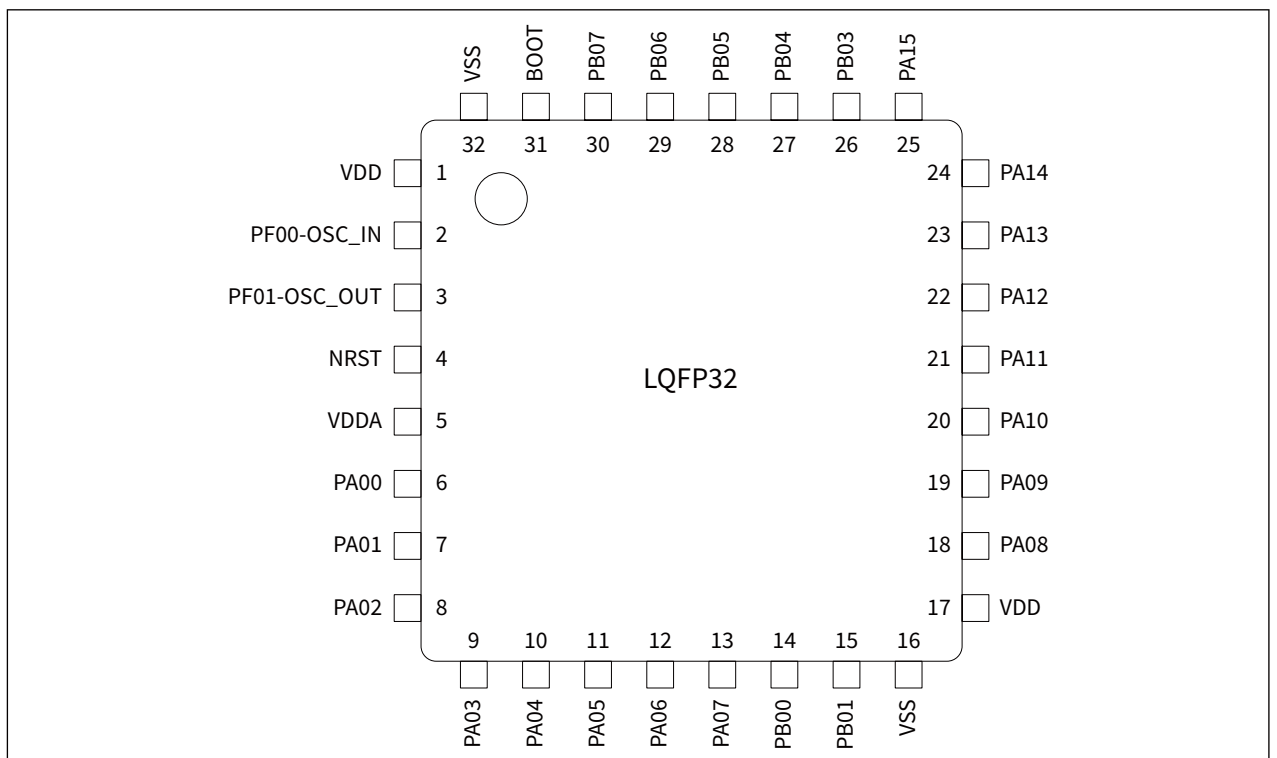 VSS
BOOT
PB07
PB06
PB05
PB04
PB03
PA15
32 31 30 29 28 27 26 25
VDD 1 24 PA14
PF00-OSC_IN 2 23 PA13
PF01-OSC_OUT 3 22 PA12
NRST 4 21 PA11
LQFP32
VDDA 5 20 PA10
PA00 6 19 PA09
PA01 7 18 PA08
PA02 8 17 VDD
9 10 11 12 13 14 15 16
PA03
PA04
PA05
PA06
PA07
PB00
PB01
VSS